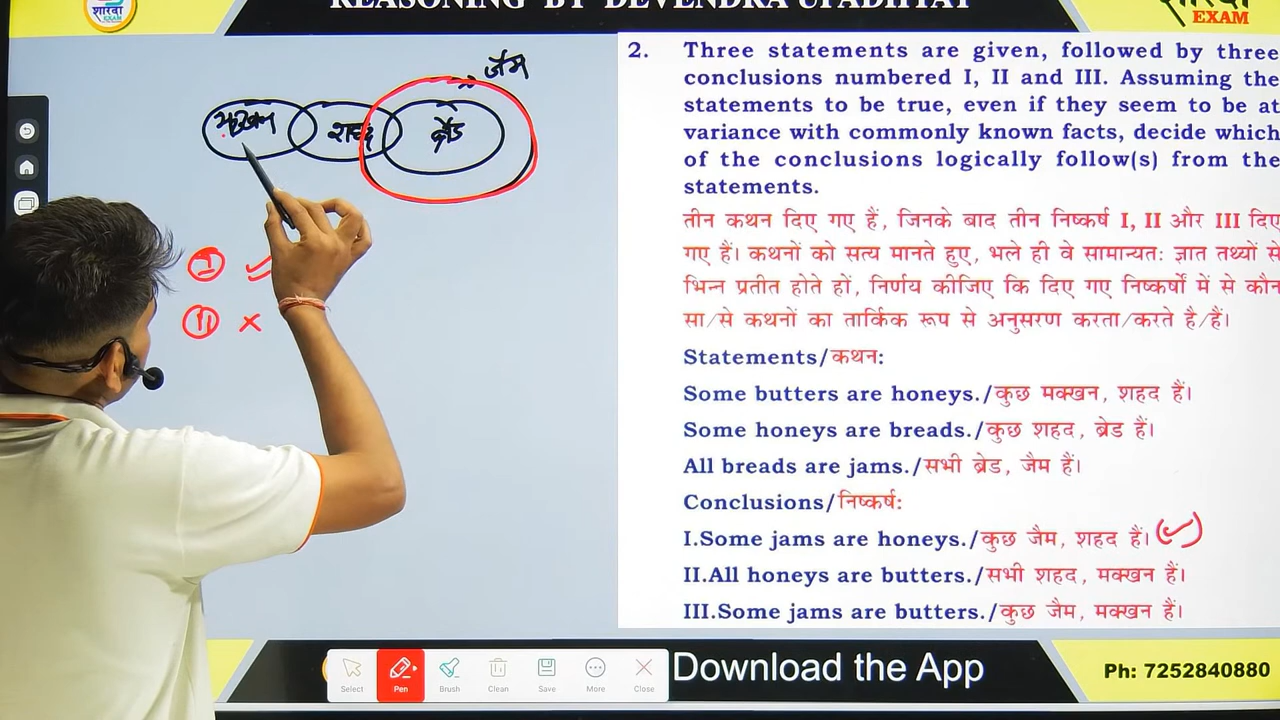 REASONING BY DEVENDRA UPADHYAY
शारदा
EXAM
शारदा
EXAM
मक्खन
शहद
ब्रेड
जैम
I ✓
II ×
2. Three statements are given, followed by three
conclusions numbered I, II and III. Assuming the
statements to be true, even if they seem to be at
variance with commonly known facts, decide which
of the conclusions logically follow(s) from the
statements.
तीन कथन दिए गए हैं, जिनके बाद तीन निष्कर्ष I, II और III दिए
गए हैं। कथनों को सत्य मानते हुए, भले ही वे सामान्यतः ज्ञात तथ्यों से
भिन्न प्रतीत होते हों, निर्णय कीजिए कि दिए गए निष्कर्षों में से कौन
सा/से कथनों का तार्किक रूप से अनुसरण करता/करते है/हैं।
Statements/कथन:
Some butters are honeys./कुछ मक्खन, शहद हैं।
Some honeys are breads./कुछ शहद, ब्रेड हैं।
All breads are jams./सभी ब्रेड, जैम हैं।
Conclusions/निष्कर्ष:
I.Some jams are honeys./कुछ जैम, शहद हैं। (✓)
II.All honeys are butters./सभी शहद, मक्खन हैं।
III.Some jams are butters./कुछ जैम, मक्खन हैं।
Select
Pen
Brush
Clean
Save
More
Close
Download the App
Ph: 7252840880